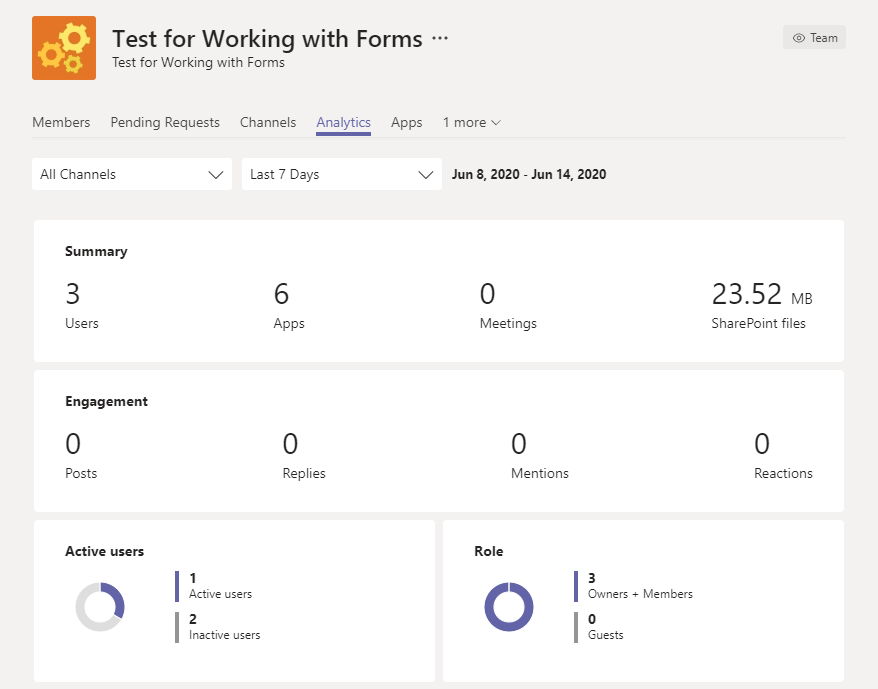 Test for Working with Forms ···
Team
Test for Working with Forms
Members Pending Requests Channels Analytics Apps 1 more
All Channels Last 7 Days Jun 8, 2020 - Jun 14, 2020
Summary
3 6 0 23.52 MB
Users Apps Meetings SharePoint files
Engagement
0 0 0 0
Posts Replies Mentions Reactions
Active users
1
Active users
2
Inactive users
Role
3
Owners + Members
0
Guests